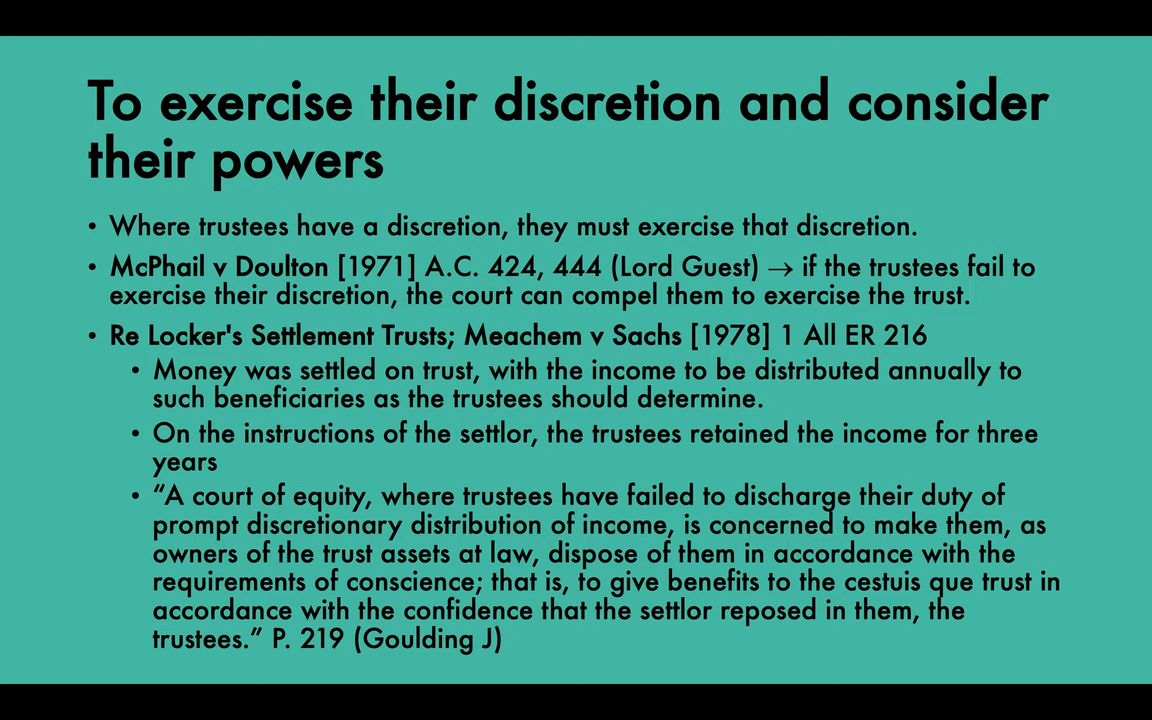 To exercise their discretion and consider
their powers
• Where trustees have a discretion, they must exercise that discretion.
• McPhail v Doulton [1971] A.C. 424, 444 (Lord Guest) → if the trustees fail to
exercise their discretion, the court can compel them to exercise the trust.
• Re Locker's Settlement Trusts; Meachem v Sachs [1978] 1 All ER 216
• Money was settled on trust, with the income to be distributed annually to
such beneficiaries as the trustees should determine.
• On the instructions of the settlor, the trustees retained the income for three
years
• “A court of equity, where trustees have failed to discharge their duty of
prompt discretionary distribution of income, is concerned to make them, as
owners of the trust assets at law, dispose of them in accordance with the
requirements of conscience; that is, to give benefits to the cestuis que trust in
accordance with the confidence that the settlor reposed in them, the
trustees.” P. 219 (Goulding J)